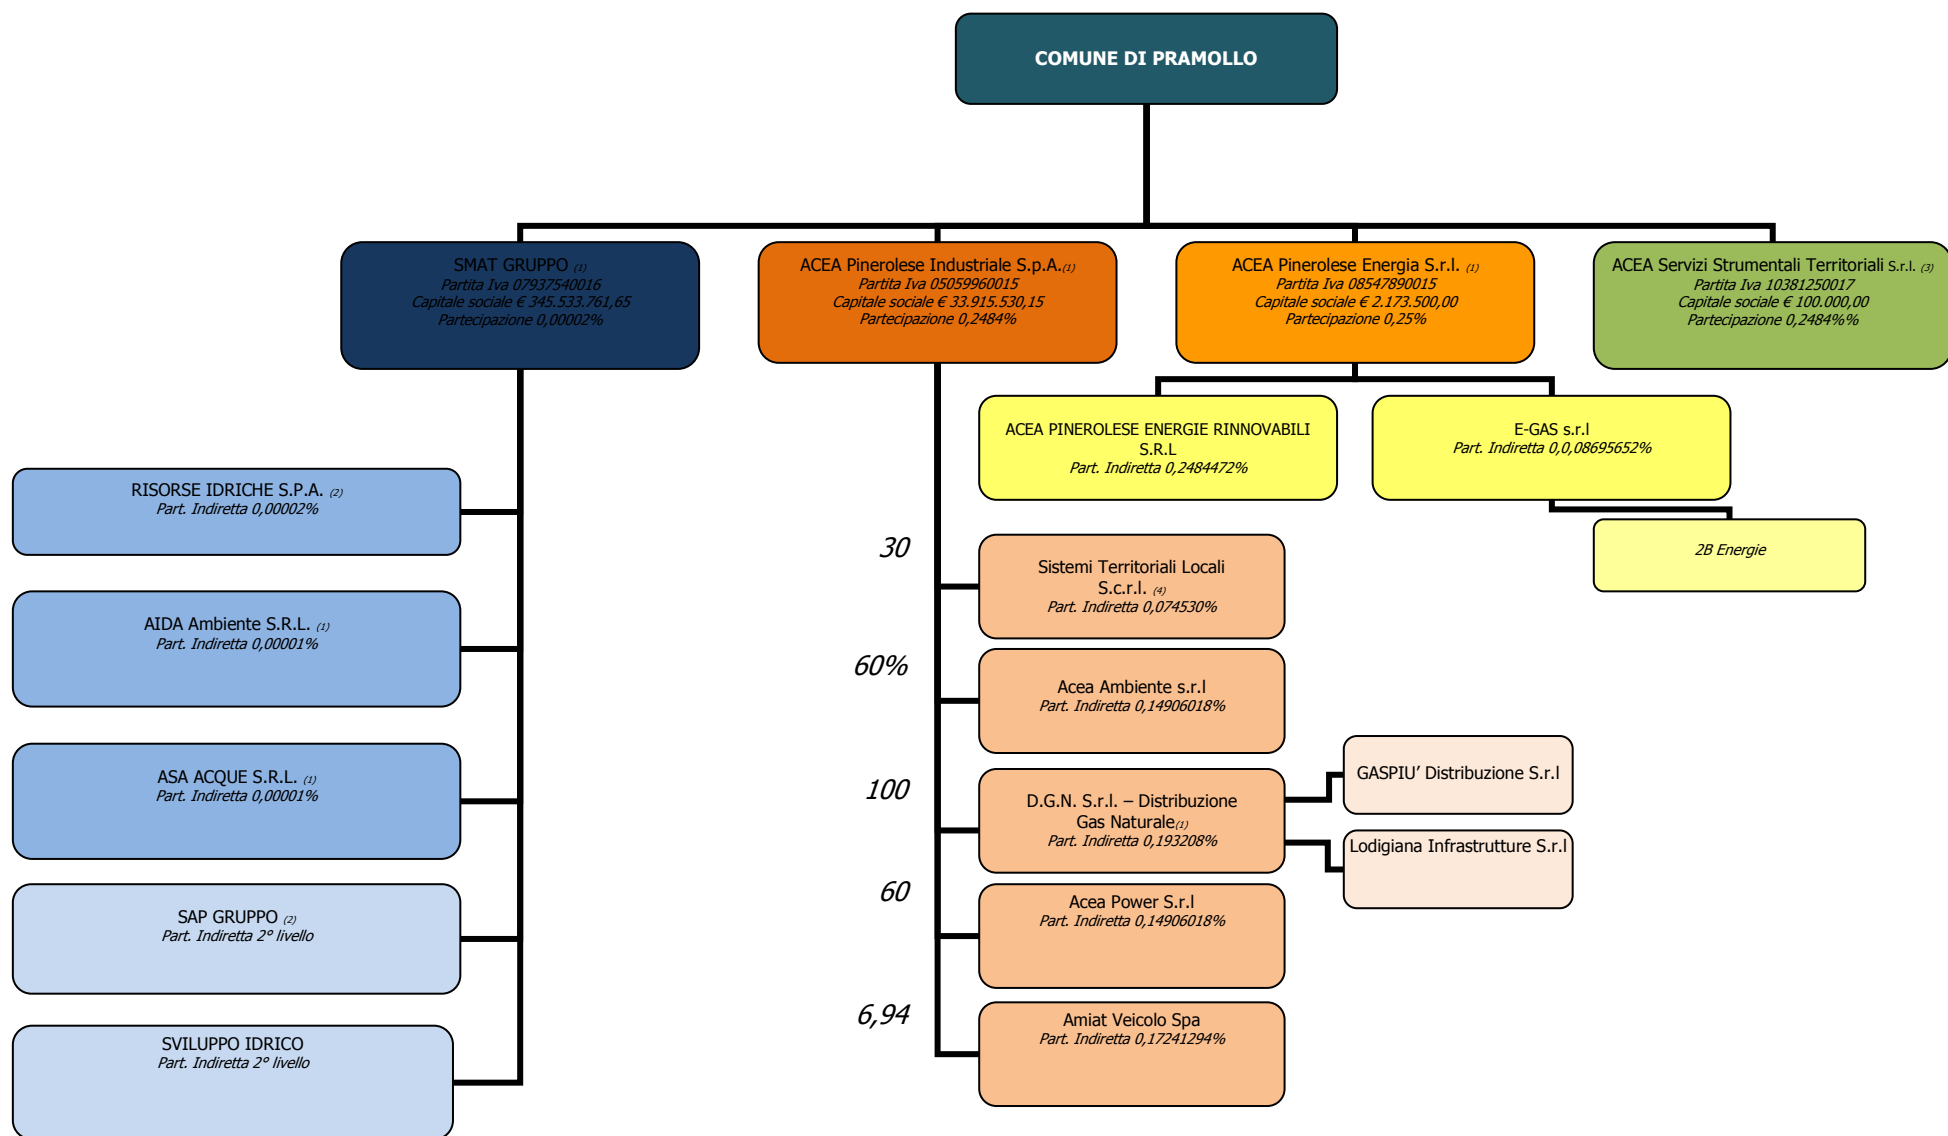 COMUNE DI PRAMOLLO
SMAT GRUPPO (1)
Partita Iva 07937540016
Capitale sociale € 345.533.761,65
Partecipazione 0,00002%
ACEA Pinerolese Industriale S.p.A.(1)
Partita Iva 05059960015
Capitale sociale € 33.915.530,15
Partecipazione 0,2484%
ACEA Pinerolese Energia S.r.l. (1)
Partita Iva 08547890015
Capitale sociale € 2.173.500,00
Partecipazione 0,25%
ACEA Servizi Strumentali Territoriali S.r.l. (3)
Partita Iva 10381250017
Capitale sociale € 100.000,00
Partecipazione 0,2484%%
ACEA PINEROLESE ENERGIE RINNOVABILI
S.R.L
Part. Indiretta 0,2484472%
E-GAS s.r.l
Part. Indiretta 0,0,08695652%
2B Energie
RISORSE IDRICHE S.P.A. (2)
Part. Indiretta 0,00002%
AIDA Ambiente S.R.L. (1)
Part. Indiretta 0,00001%
ASA ACQUE S.R.L. (1)
Part. Indiretta 0,00001%
SAP GRUPPO (2)
Part. Indiretta 2° livello
SVILUPPO IDRICO
Part. Indiretta 2° livello
30
Sistemi Territoriali Locali
S.c.r.l. (4)
Part. Indiretta 0,074530%
60%
Acea Ambiente s.r.l
Part. Indiretta 0,14906018%
100
D.G.N. S.r.l. – Distribuzione
Gas Naturale(1)
Part. Indiretta 0,193208%
GASPIU’ Distribuzione S.r.l
Lodigiana Infrastrutture S.r.l
60
Acea Power S.r.l
Part. Indiretta 0,14906018%
6,94
Amiat Veicolo Spa
Part. Indiretta 0,17241294%